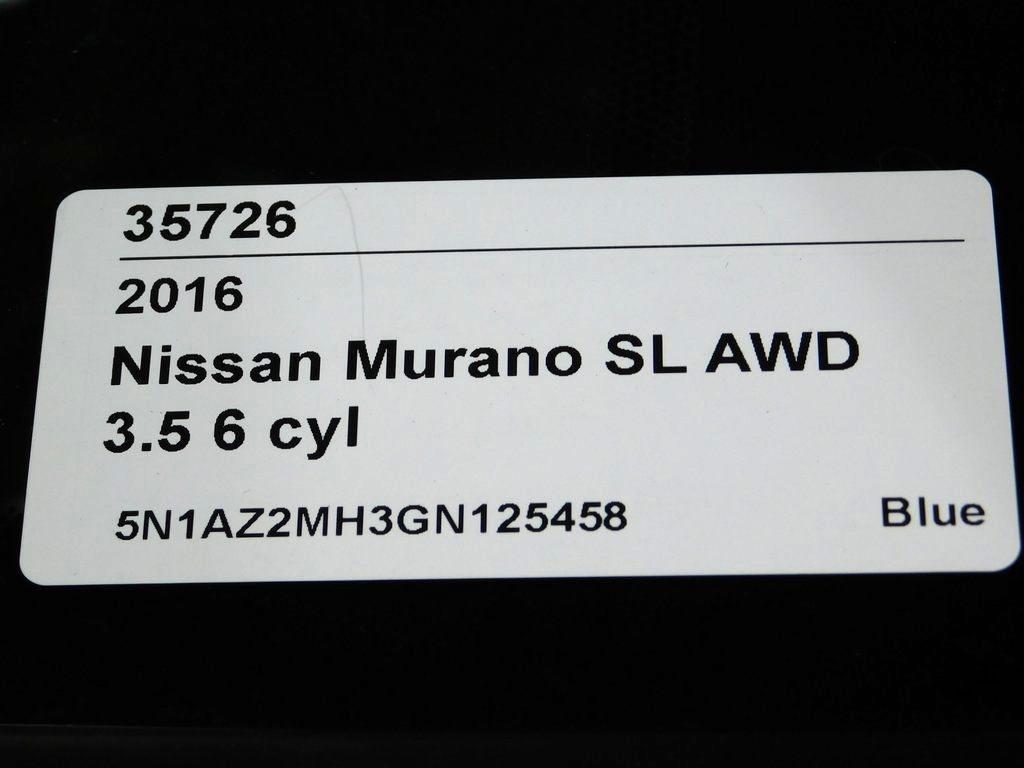 35726
2016
Nissan Murano SL AWD
3.5 6 cyl
5N1AZ2MH3GN125458 Blue